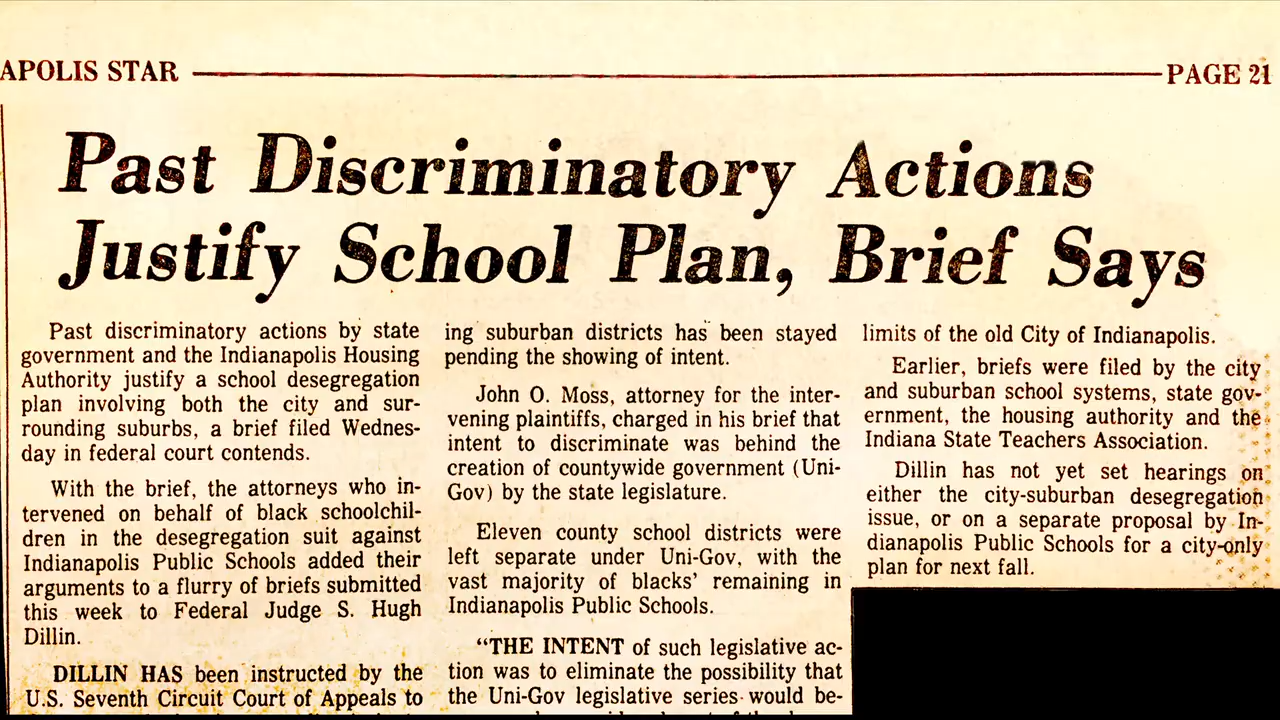 APOLIS STAR
PAGE 21
Past Discriminatory Actions
Justify School Plan, Brief Says
Past discriminatory actions by state
government and the Indianapolis Housing
Authority justify a school desegregation
plan involving both the city and sur-
rounding suburbs, a brief filed Wednes-
day in federal court contends.
With the brief, the attorneys who in-
tervened on behalf of black schoolchil-
dren in the desegregation suit against
Indianapolis Public Schools added their
arguments to a flurry of briefs submitted
this week to Federal Judge S. Hugh
Dillin.
DILLIN HAS been instructed by the
U.S. Seventh Circuit Court of Appeals to
ing suburban districts has been stayed
pending the showing of intent.
John O. Moss, attorney for the inter-
vening plaintiffs, charged in his brief that
intent to discriminate was behind the
creation of countywide government (Uni-
Gov) by the state legislature.
Eleven county school districts were
left separate under Uni-Gov, with the
vast majority of blacks' remaining in
Indianapolis Public Schools.
"THE INTENT of such legislative ac-
tion was to eliminate the possibility that
the Uni-Gov legislative series would be-
limits of the old City of Indianapolis.
Earlier, briefs were filed by the city
and suburban school systems, state gov-
ernment, the housing authority and the
Indiana State Teachers Association.
Dillin has not yet set hearings on
either the city-suburban desegregation
issue, or on a separate proposal by In-
dianapolis Public Schools for a city-only
plan for next fall.